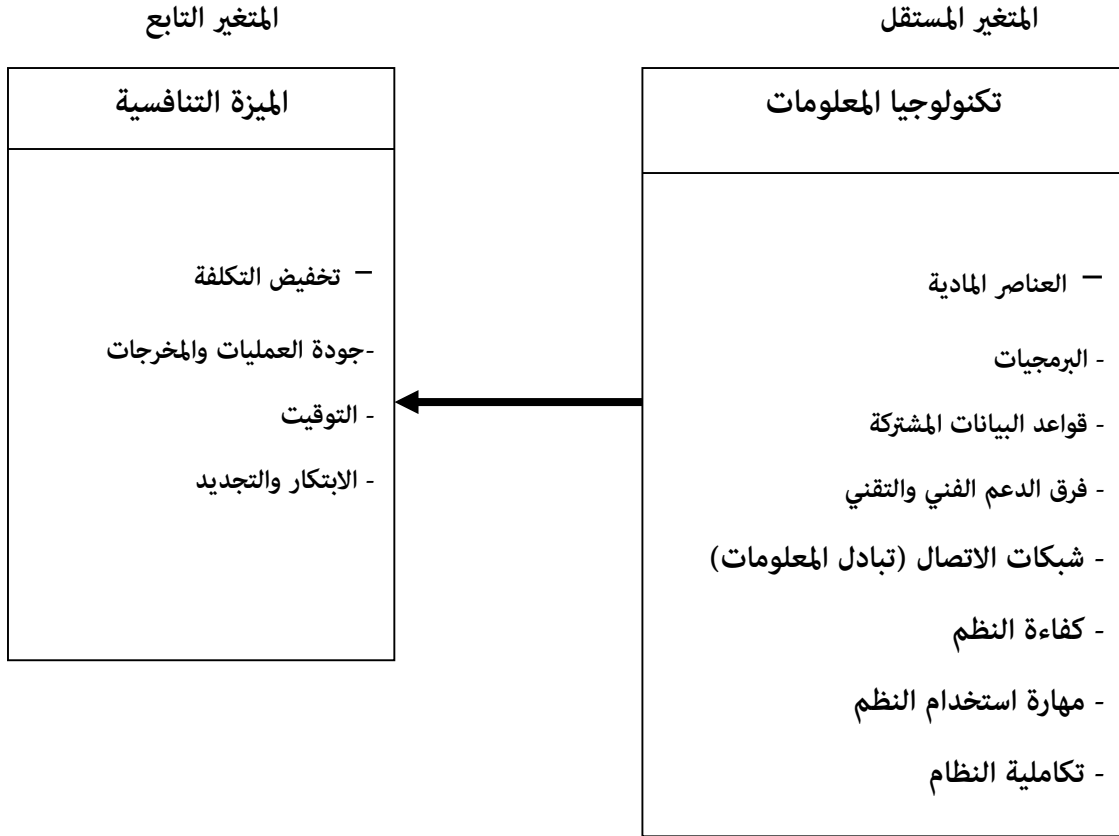 المتغير المستقل
المتغير التابع
تكنولوجيا المعلومات
– العناصر المادية
- البرمجيات
- قواعد البيانات المشتركة
- فرق الدعم الفني والتقني
- شبكات الاتصال (تبادل المعلومات)
- كفاءة النظم
- مهارة استخدام النظم
- تكاملية النظام
الميزة التنافسية
– تخفيض التكلفة
-جودة العمليات والمخرجات
- التوقيت
- الابتكار والتجديد